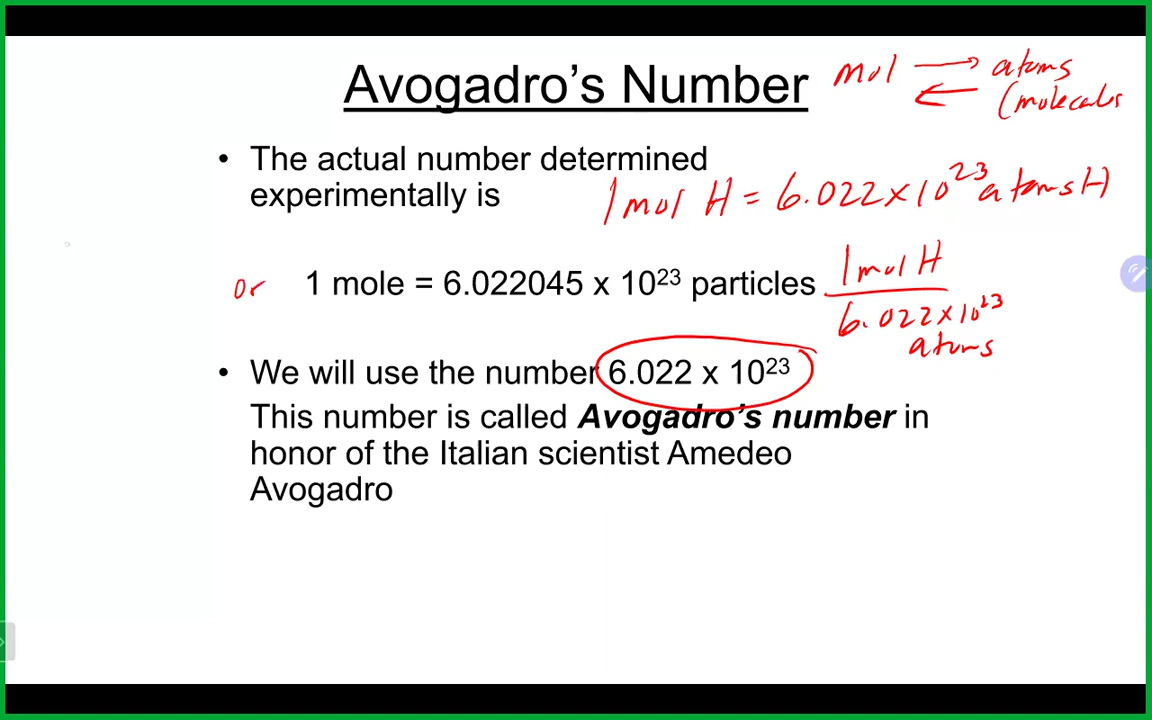 Avogadro's Number
mol → atoms
← (molecules
• The actual number determined
experimentally is
1 mol H = 6.022 x 10²³ atoms H
or
1 mole = 6.022045 x 10²³ particles
1 mol H
6.022 x 10²³
atoms
• We will use the number 6.022 x 10²³
This number is called Avogadro's number in
honor of the Italian scientist Amedeo
Avogadro